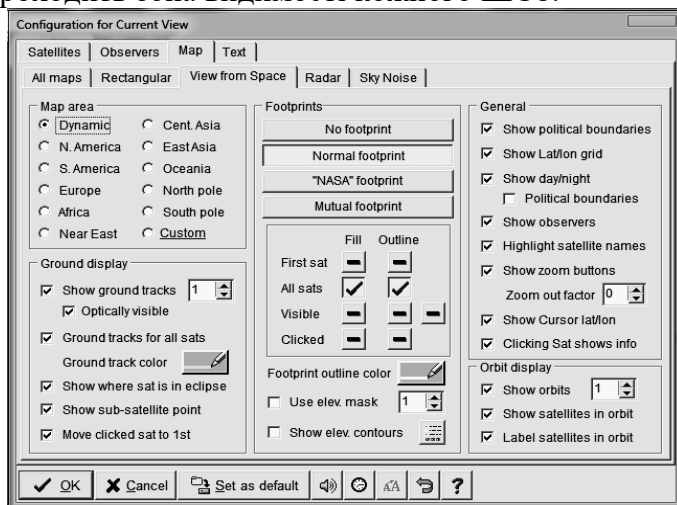 роходить зона видимости кожного ШСЗ.
Configuration for Current View
Satellites Observers Map Text
All maps Rectangular View from Space Radar Sky Noise
Map area
Dynamic Cent. Asia
N. America East Asia
S. America Oceania
Europe North pole
Africa South pole
Near East Custom
Ground display
Show ground tracks 1
Optically visible
Ground tracks for all sats
Ground track color
Show where sat is in eclipse
Show sub-satellite point
Move clicked sat to 1st
Footprints
No footprint
Normal footprint
"NASA" footprint
Mutual footprint
Fill Outline
First sat
All sats
Visible
Clicked
Footprint outline color
Use elev. mask 1
Show elev. contours
General
Show political boundaries
Show Lat/lon grid
Show day/night
Political boundaries
Show observers
Highlight satellite names
Show zoom buttons
Zoom out factor 0
Show Cursor lat/lon
Clicking Sat shows info
Orbit display
Show orbits 1
Show satellites in orbit
Label satellites in orbit
OK Cancel Set as default AA ?